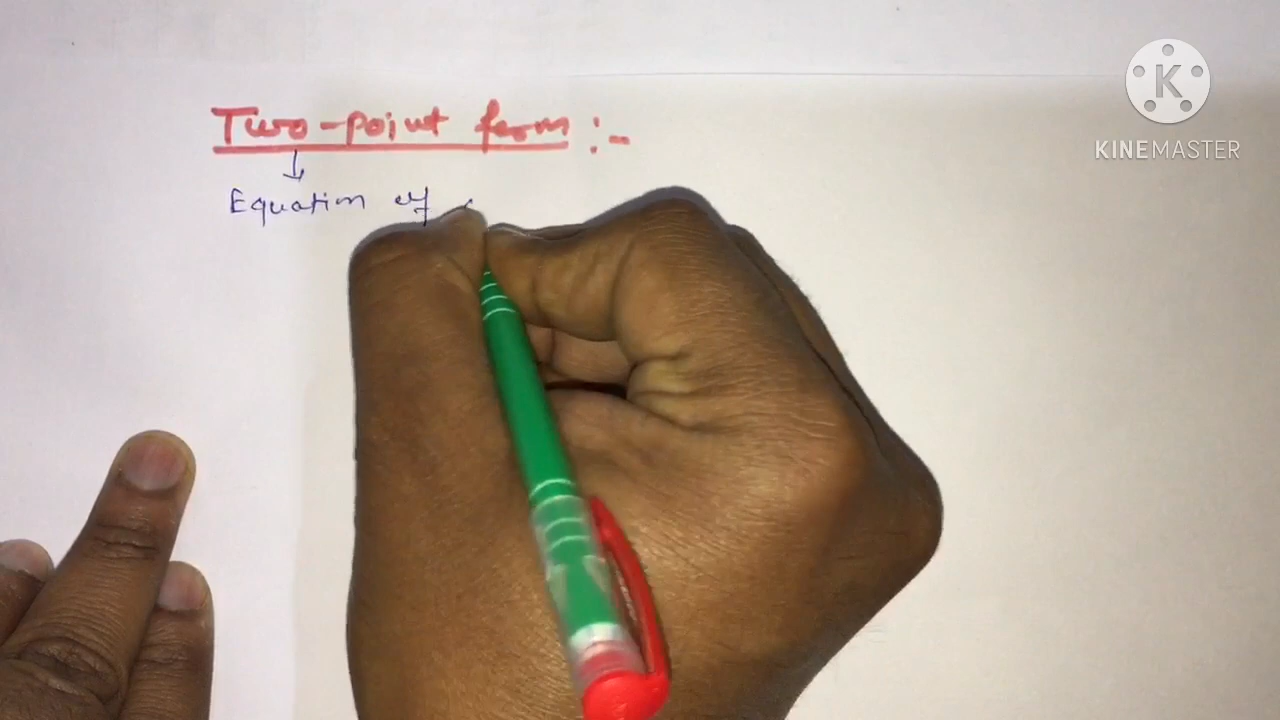 Two-point form :-
Equation of
K
KINEMASTER